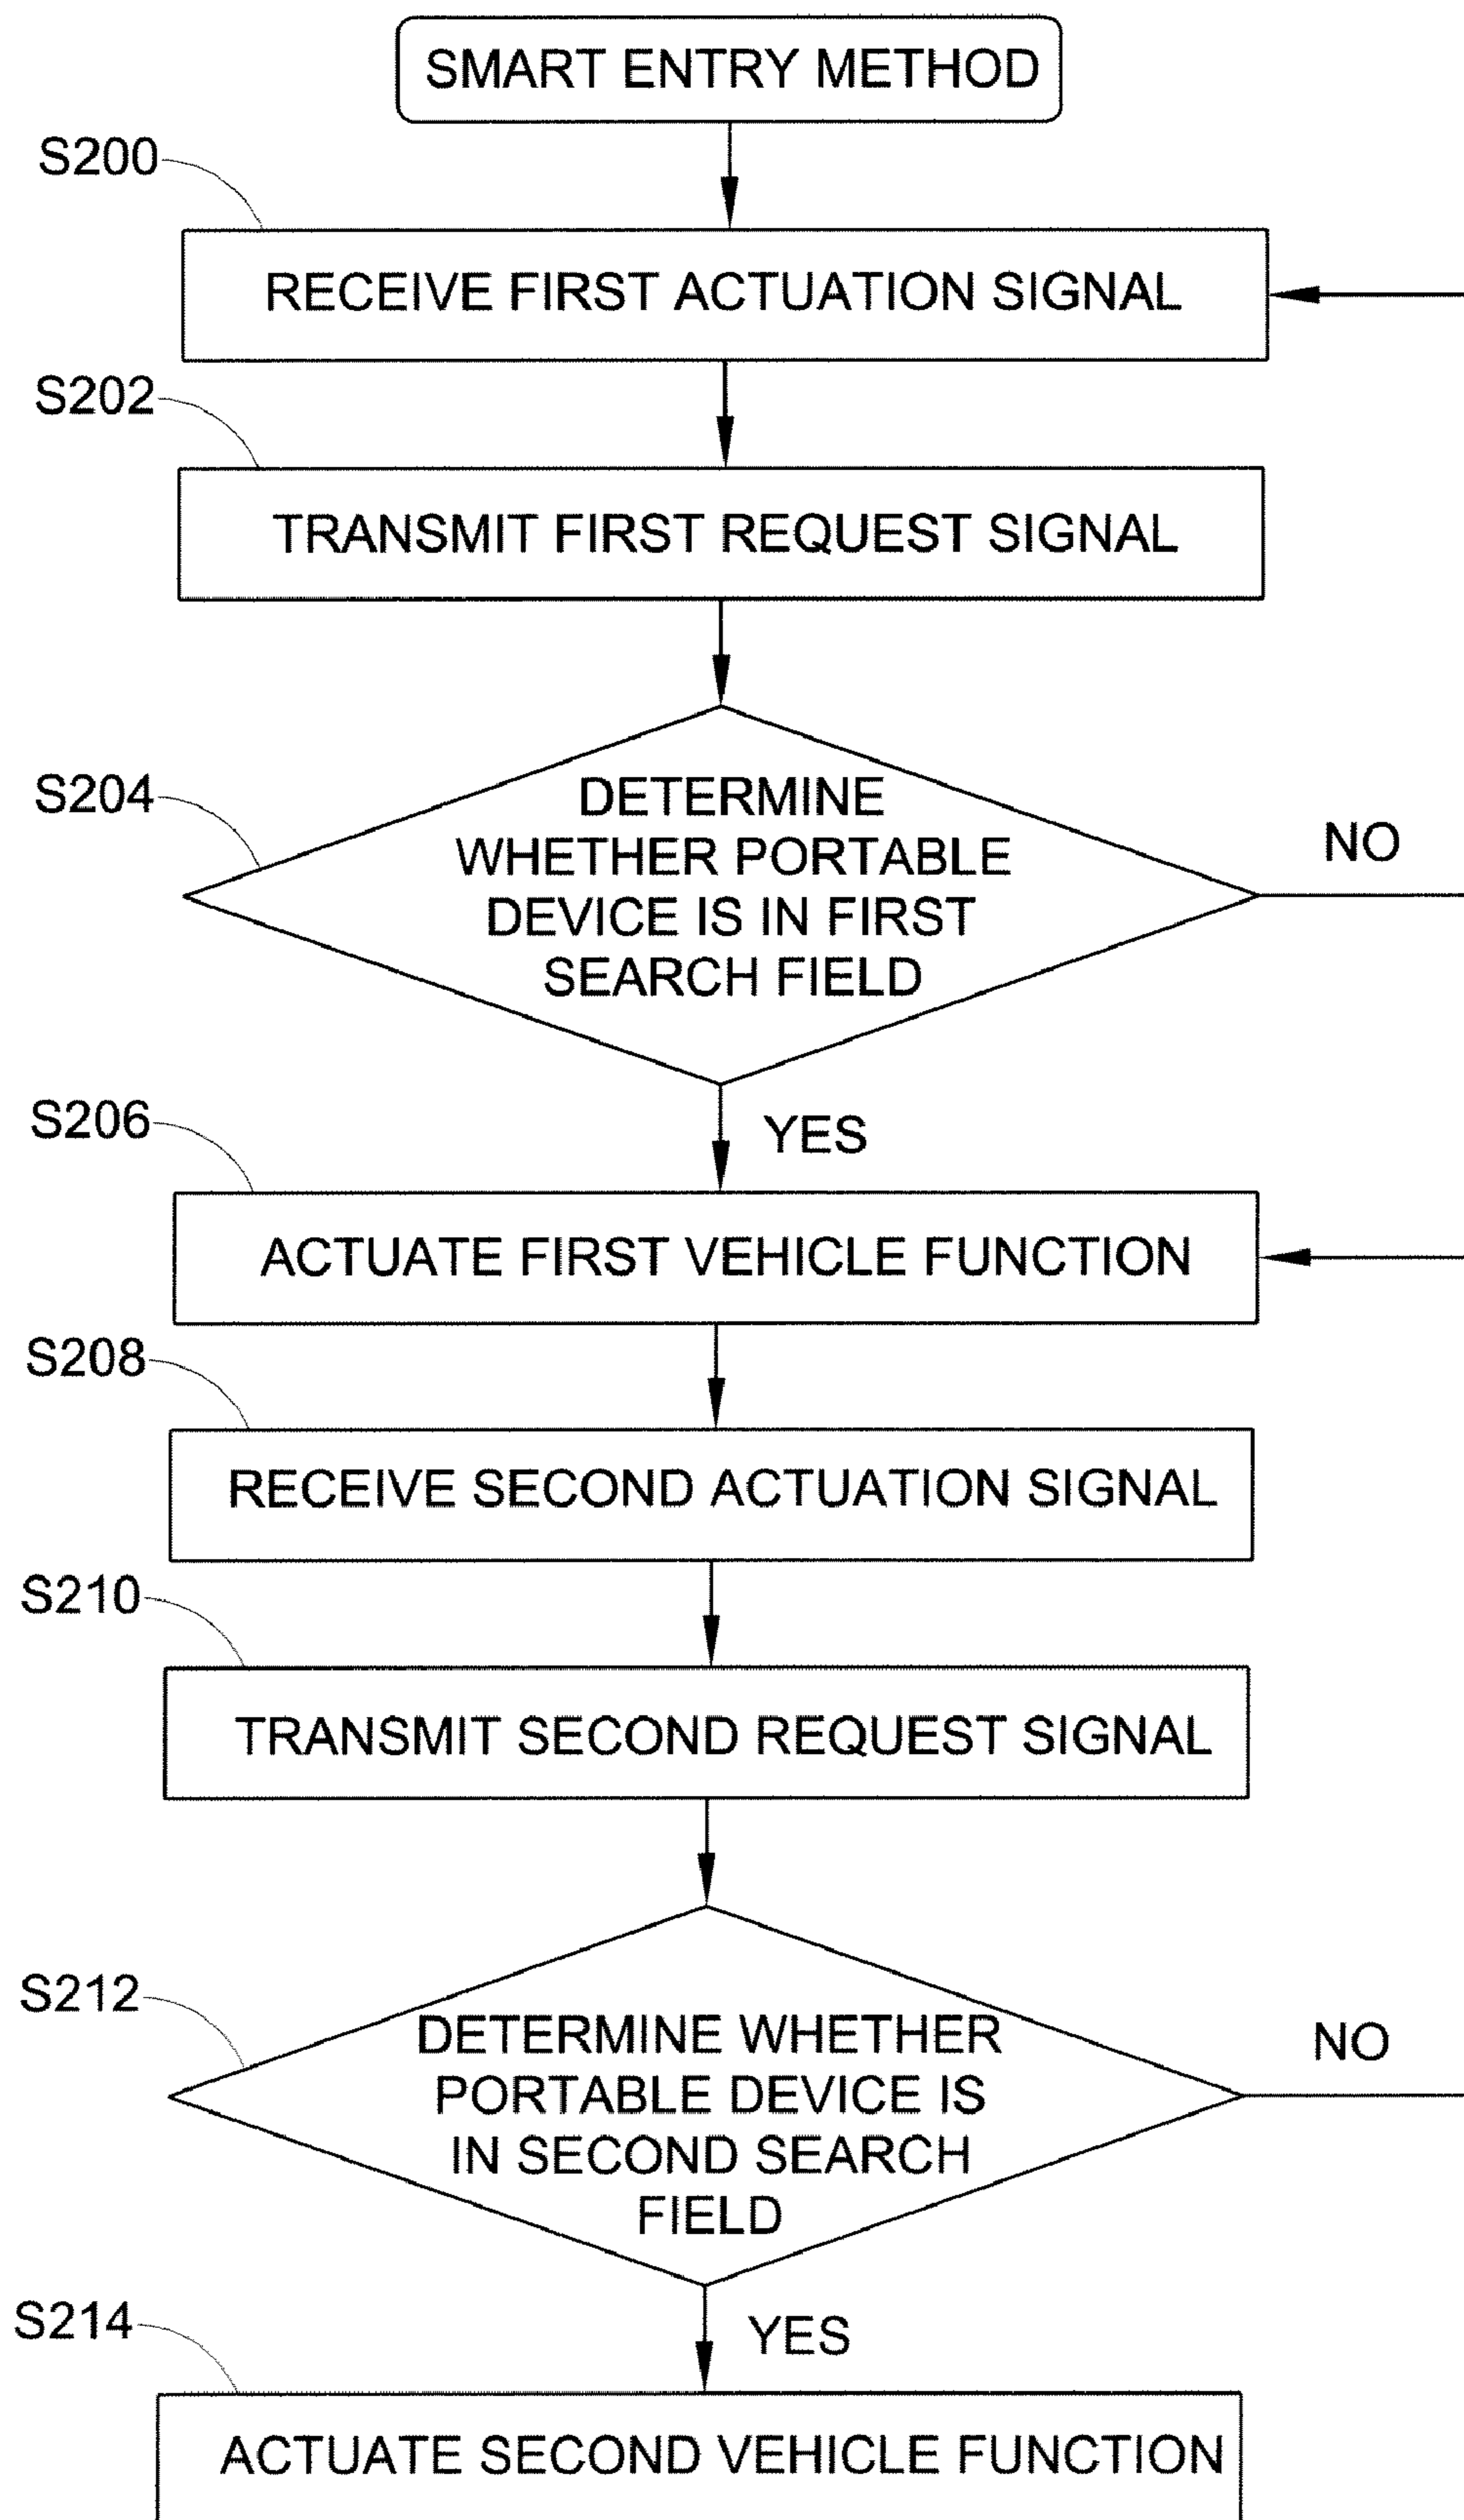 SMART ENTRY METHOD
S200
RECEIVE FIRST ACTUATION SIGNAL
S202
TRANSMIT FIRST REQUEST SIGNAL
S204
DETERMINE
WHETHER PORTABLE
DEVICE IS IN FIRST
SEARCH FIELD
NO
YES
S206
ACTUATE FIRST VEHICLE FUNCTION
S208
RECEIVE SECOND ACTUATION SIGNAL
S210
TRANSMIT SECOND REQUEST SIGNAL
S212
DETERMINE WHETHER
PORTABLE DEVICE IS
IN SECOND SEARCH
FIELD
NO
YES
S214
ACTUATE SECOND VEHICLE FUNCTION